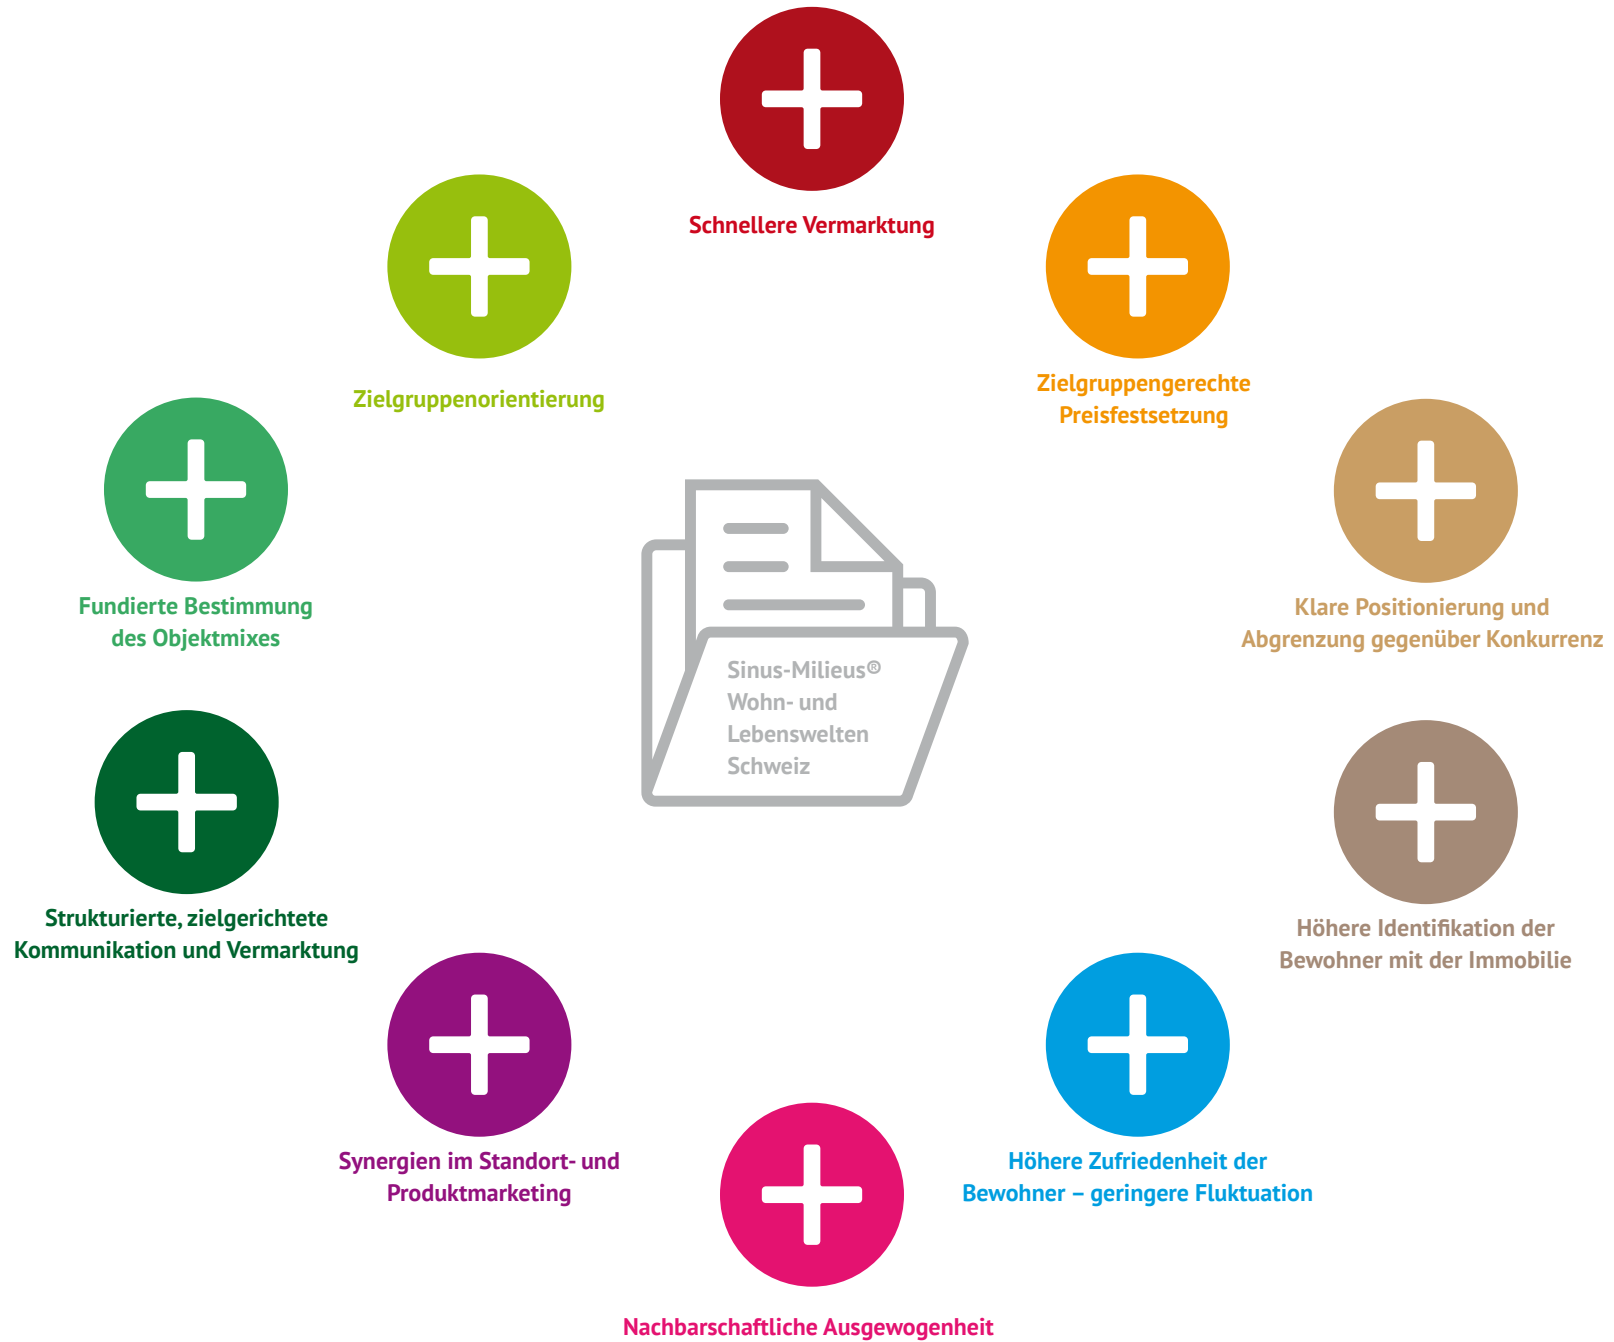 Schnellere Vermarktung
Zielgruppenorientierung
Zielgruppengerechte
Preisfestsetzung
Fundierte Bestimmung
des Objektmixes
Klare Positionierung und
Abgrenzung gegenüber Konkurrenz
Sinus-Milieus®
Wohn- und
Lebenswelten
Schweiz
Strukturierte, zielgerichtete
Kommunikation und Vermarktung
Höhere Identifikation der
Bewohner mit der Immobilie
Synergien im Standort- und
Produktmarketing
Höhere Zufriedenheit der
Bewohner – geringere Fluktuation
Nachbarschaftliche Ausgewogenheit